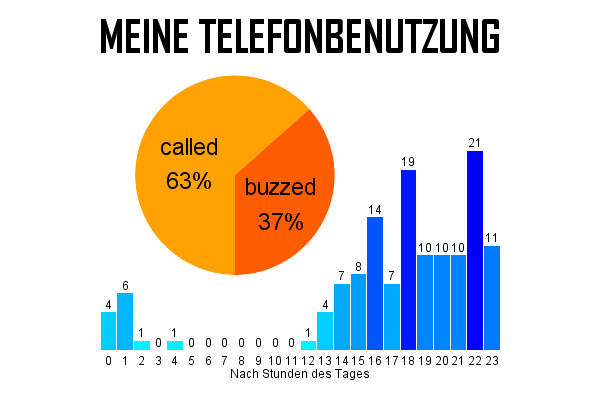 MEINE TELEFONBENUTZUNG
called
63%
buzzed
37%
4 6 1 0 1 0 0 0 0 0 0 0 1 4 7 8 14 7 19 10 10 10 21 11
0 1 2 3 4 5 6 7 8 9 10 11 12 13 14 15 16 17 18 19 20 21 22 23
Nach Stunden des Tages